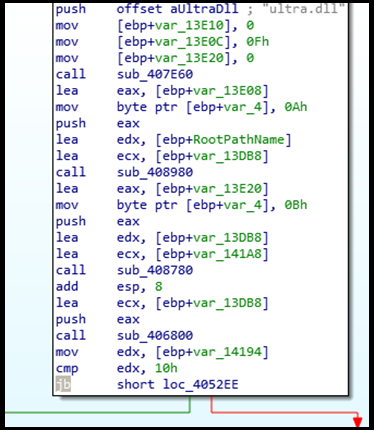 push offset aUltraDll ; "ultra.dll"
mov [ebp+var_13E10], 0
mov [ebp+var_13E0C], 0Fh
mov [ebp+var_13E20], 0
call sub_407E60
lea eax, [ebp+var_13E08]
mov byte ptr [ebp+var_4], 0Ah
push eax
lea edx, [ebp+RootPathName]
lea ecx, [ebp+var_13DB8]
call sub_408980
lea eax, [ebp+var_13E20]
mov byte ptr [ebp+var_4], 0Bh
push eax
lea edx, [ebp+var_13DB8]
lea ecx, [ebp+var_141A8]
call sub_408780
add esp, 8
lea ecx, [ebp+var_13DB8]
push eax
call sub_406800
mov edx, [ebp+var_14194]
cmp edx, 10h
jb short loc_4052EE